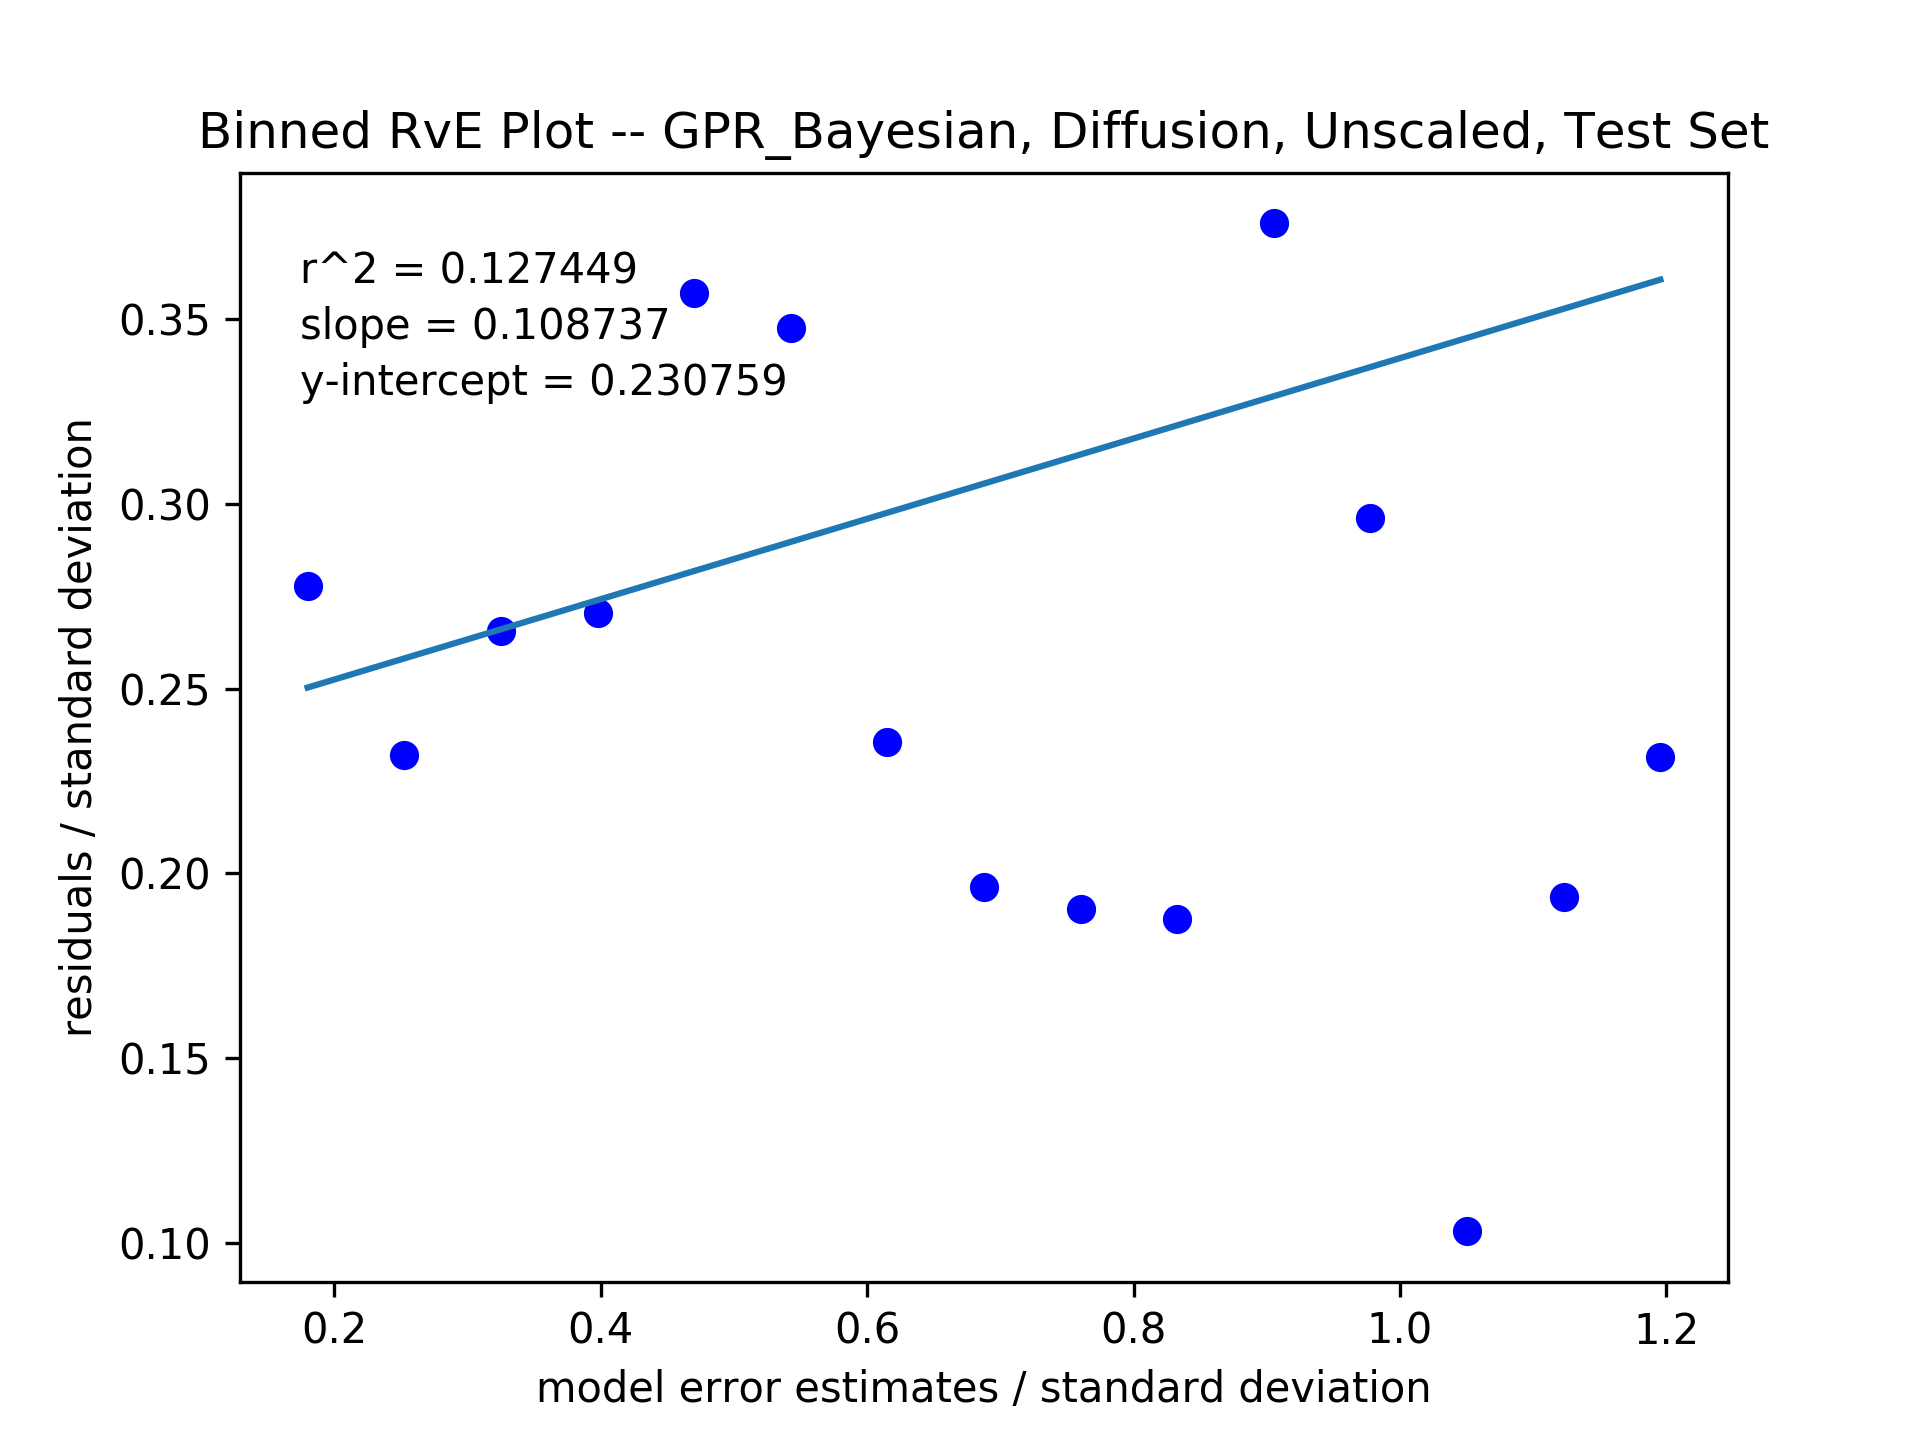 Binned RvE Plot -- GPR_Bayesian, Diffusion, Unscaled, Test Set
r^2 = 0.127449
slope = 0.108737
y-intercept = 0.230759
residuals / standard deviation
0.35
0.30
0.25
0.20
0.15
0.10
0.2 0.4 0.6 0.8 1.0 1.2
model error estimates / standard deviation